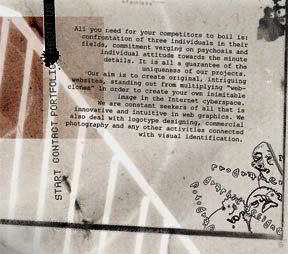 All you need for your competitors to boil is:
confrontation of three individuals in their
fields, commitment verging on psychosis and
individual attitude towards the minute
details. It is all a guarantee of the
uniqueness of our projects.
Our aim is to create original, intriguing
websites, standing out from multiplying "web-
clones" in order to create your own inimitable
image in the Internet cyberspace.
We are constant seekers of all that is
innovative and intuitive in web graphics. We
also deal with logotype designing, commercial
photography and any other activities connected
with visual identification.
START CONTACT PORTFOLIO